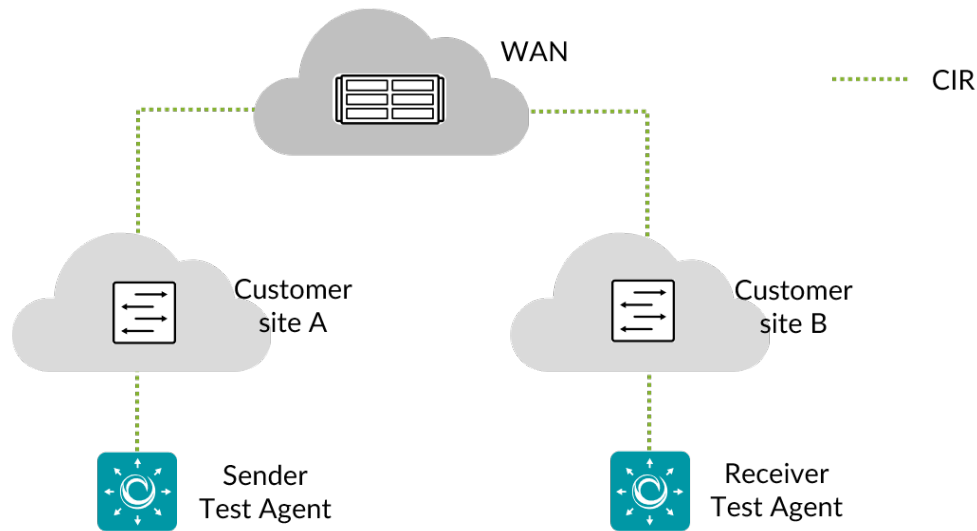 WAN
CIR
Customer
site A
Customer
site B
Sender
Test Agent
Receiver
Test Agent